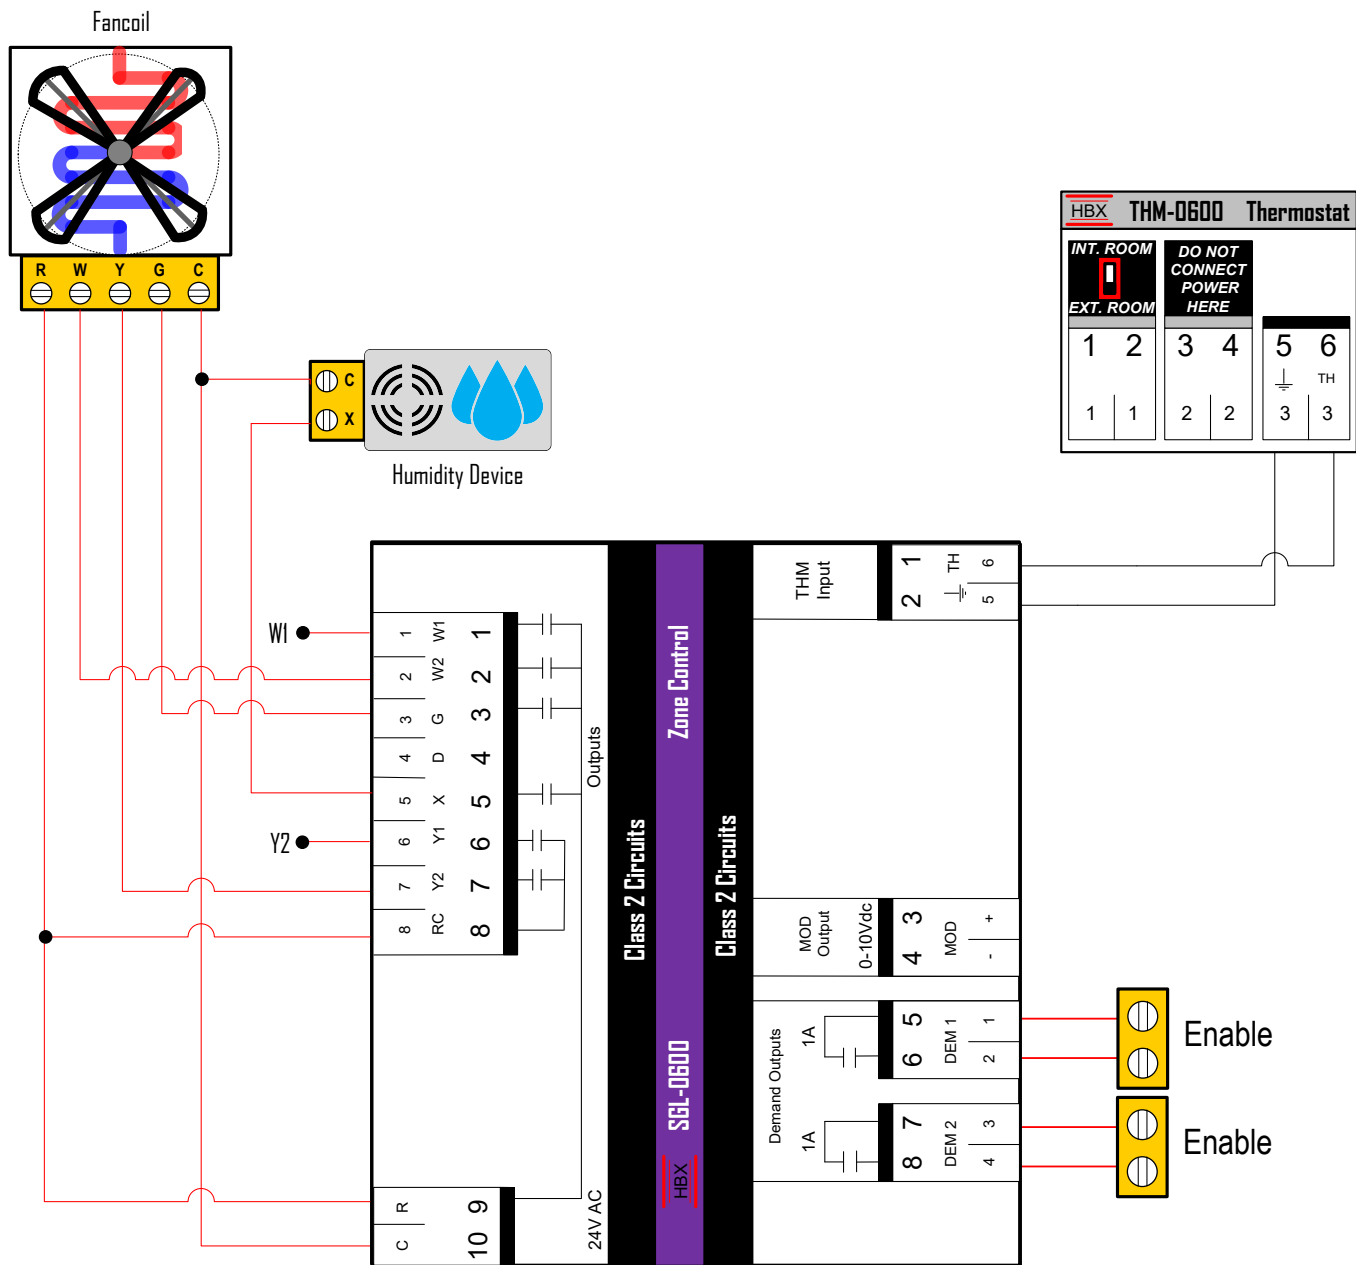 Fancoil
R W Y G C
C
X
Humidity Device
HBX THM-0600 Thermostat
INT. ROOM
EXT. ROOM
DO NOT
CONNECT
POWER
HERE
1 2 3 4 5 6
TH
1 1 2 2 3 3
W1
Y2
1 W1 1
2 W2 2
3 G 3
4 D 4
5 X 5
6 Y1 6
7 Y2 7
8 RC 8
Outputs
R 9
C 10
24V AC
Class 2 Circuits
HBX SGL-0600 Zone Control
Class 2 Circuits
THM
Input
1 TH 6
2 5
MOD
Output
0-10Vdc
3 +
4 -
MOD
Demand Outputs
1A
5 1
6 2
DEM 1
1A
7 3
8 4
DEM 2
Enable
Enable